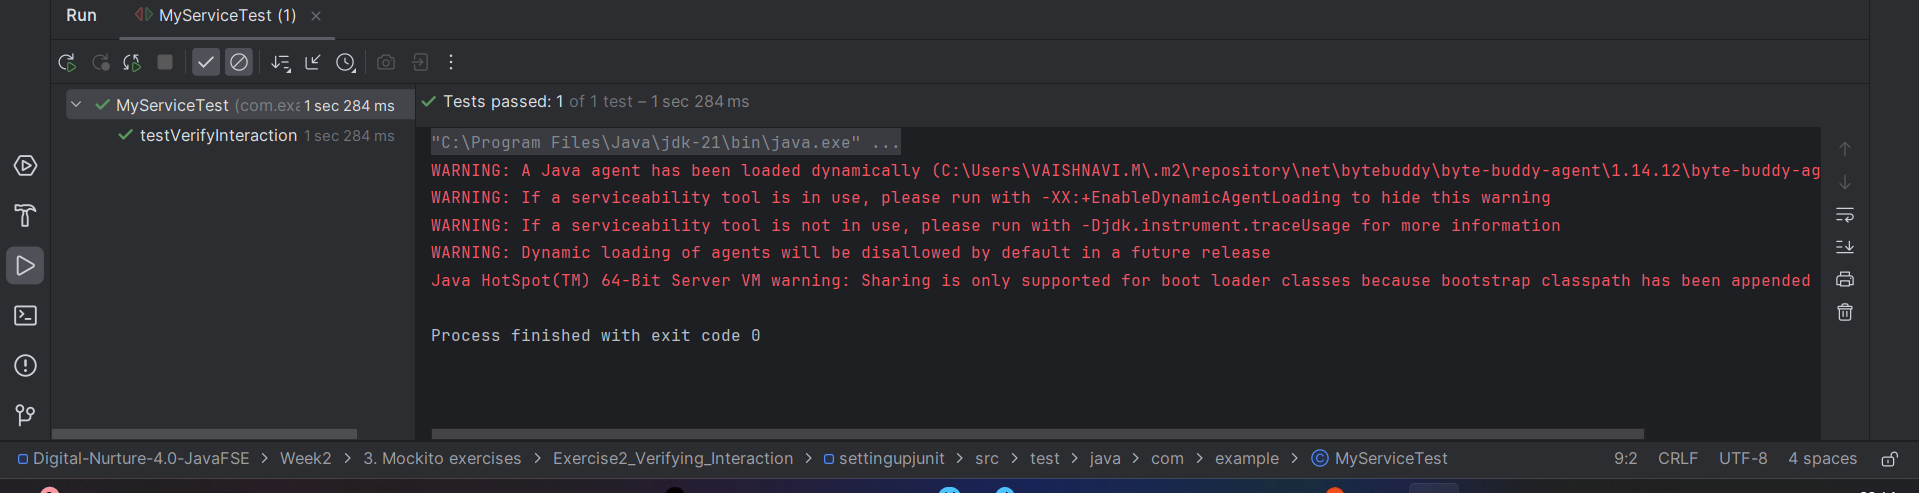 Run MyServiceTest (1)
MyServiceTest (com.exa 1 sec 284 ms
testVerifyInteraction 1 sec 284 ms
Tests passed: 1 of 1 test – 1 sec 284 ms
"C:\Program Files\Java\jdk-21\bin\java.exe" ...
WARNING: A Java agent has been loaded dynamically (C:\Users\VAISHNAVI.M\.m2\repository\net\bytebuddy\byte-buddy-agent\1.14.12\byte-buddy-ag
WARNING: If a serviceability tool is in use, please run with -XX:+EnableDynamicAgentLoading to hide this warning
WARNING: If a serviceability tool is not in use, please run with -Djdk.instrument.traceUsage for more information
WARNING: Dynamic loading of agents will be disallowed by default in a future release
Java HotSpot(TM) 64-Bit Server VM warning: Sharing is only supported for boot loader classes because bootstrap classpath has been appended
Process finished with exit code 0
Digital-Nurture-4.0-JavaFSE > Week2 > 3. Mockito exercises > Exercise2_Verifying_Interaction > settingupjunit > src > test > java > com > example > MyServiceTest 9:2 CRLF UTF-8 4 spaces